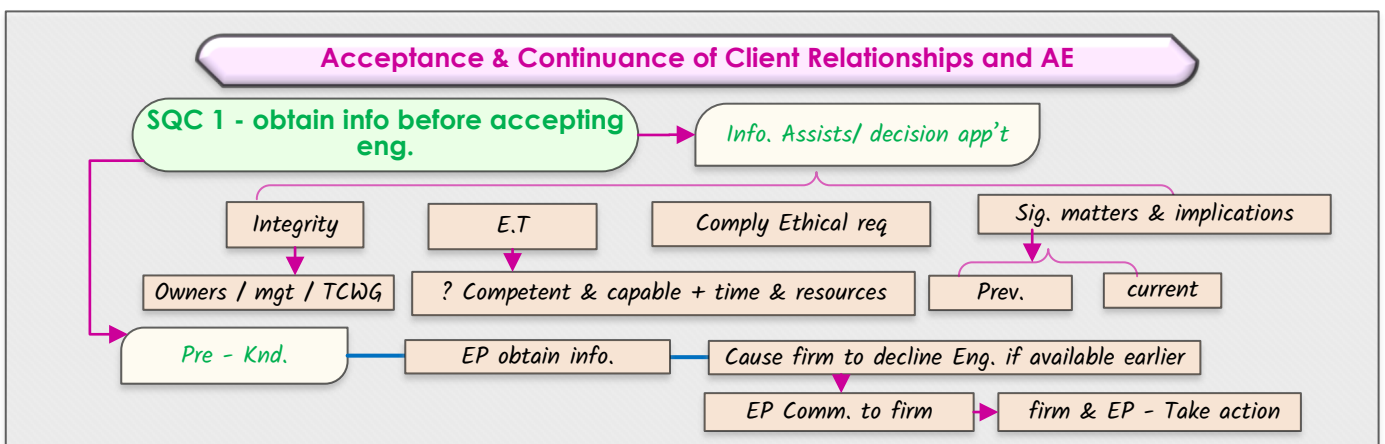 Acceptance & Continuance of Client Relationships and AE
SQC 1 - obtain info before accepting
eng.
Info. Assists/ decision app’t
Integrity
E.T
Comply Ethical req
Sig. matters & implications
Owners / mgt / TCWG
? Competent & capable + time & resources
Prev.
current
Pre - Knd.
EP obtain info.
Cause firm to decline Eng. if available earlier
EP Comm. to firm
firm & EP - Take action